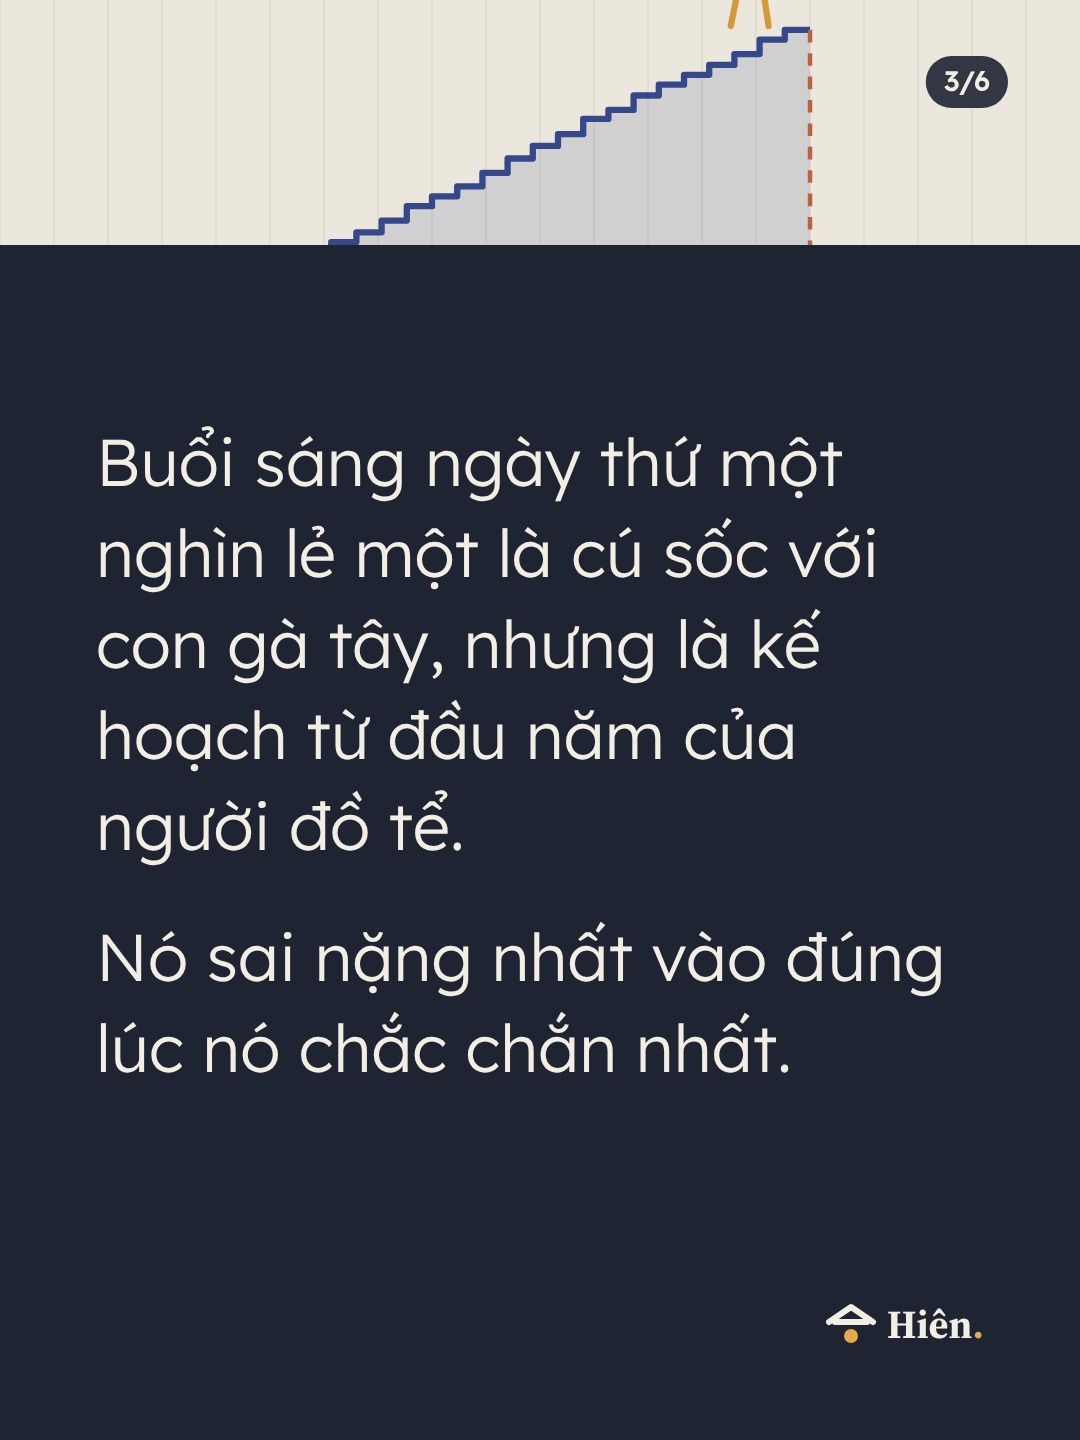 3/6
Buổi sáng ngày thứ một
nghìn lẻ một là cú sốc với
con gà tây, nhưng là kế
hoạch từ đầu năm của
người đồ tể.
Nó sai nặng nhất vào đúng
lúc nó chắc chắn nhất.
Hiên.